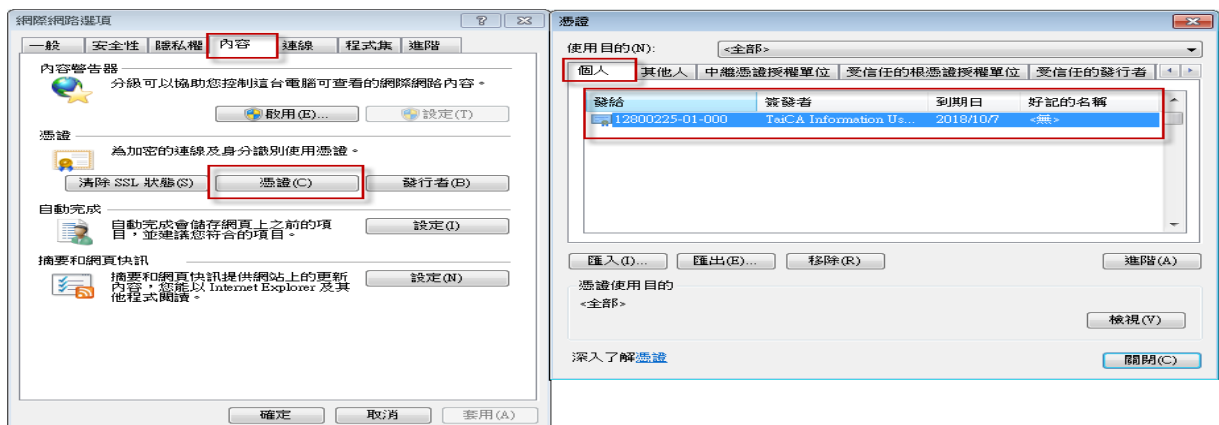 網際網路選項
一般 安全性 隱私權 內容 連線 程式集 進階
內容警告器
分級可以協助您控制這台電腦可查看的網際網路內容。
啟用(E)... 設定(T)
憑證
為加密的連線及身分識別使用憑證。
清除 SSL 狀態(S) 憑證(C) 發行者(B)
自動完成
自動完成會儲存網頁上之前的項
目，並建議您符合的項目。
設定(I)
摘要和網頁快訊
摘要和網頁快訊提供網站上的更新
內容，您能以 Internet Explorer 及其
他程式閱讀。
設定(N)
確定 取消 套用(A)
憑證
使用目的(N): <全部>
個人 其他人 中繼憑證授權單位 受信任的根憑證授權單位 受信任的發行者
發給 簽發者 到期日 好記的名稱
12800225-01-000 TaiCA Information Us... 2018/10/7 <無>
匯入(I)... 匯出(E)... 移除(R) 進階(A)
憑證使用目的
<全部>
檢視(V)
深入了解憑證
關閉(C)